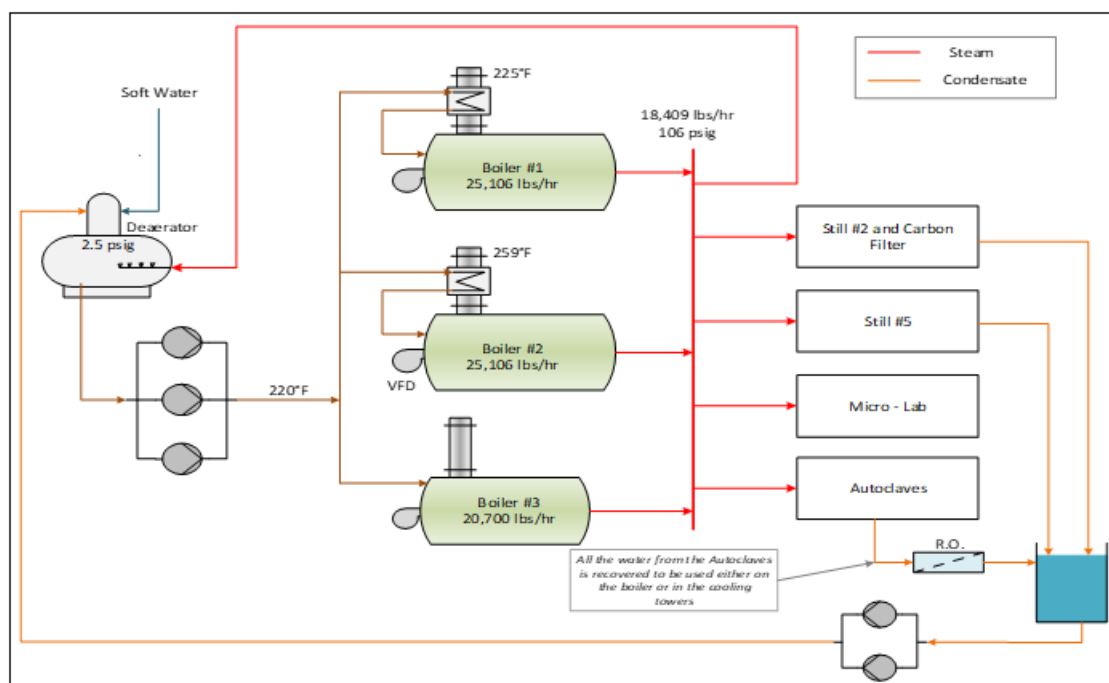 225°F
Steam
Condensate
Soft Water
18,409 lbs/hr
106 psig
Boiler #1
25,106 lbs/hr
Deaerator
2.5 psig
Still #2 and Carbon
Filter
259°F
Still #5
Boiler #2
25,106 lbs/hr
VFD
220°F
Micro - Lab
Autoclaves
Boiler #3
20,700 lbs/hr
R.O.
All the water from the Autoclaves
is recovered to be used either on
the boiler or in the cooling
towers